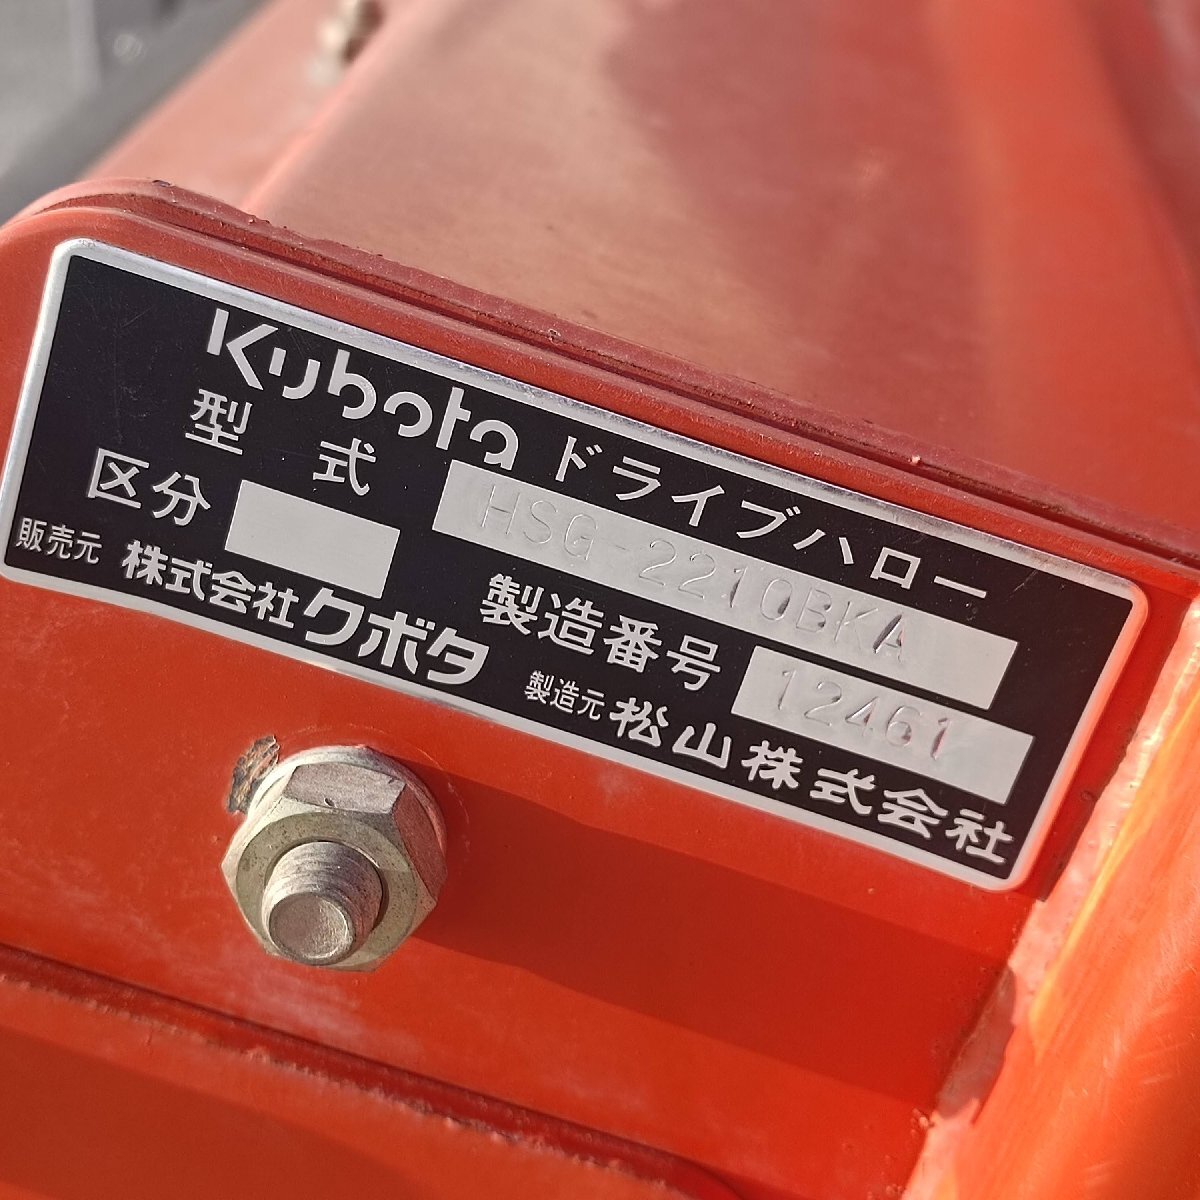 Kubota ドライブハロー
型式 HSG-2210BKA
区分 製造番号 12461
販売元 株式会社クボタ 製造元 松山株式会社